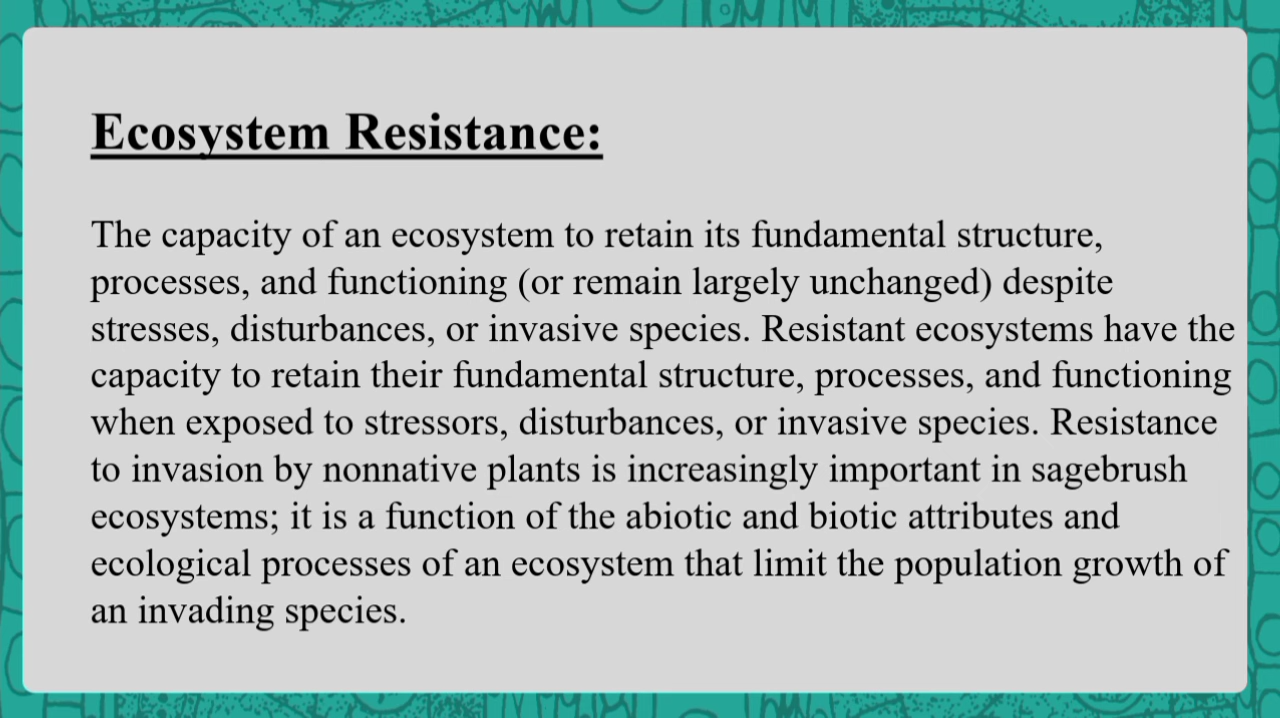 Ecosystem Resistance:
The capacity of an ecosystem to retain its fundamental structure,
processes, and functioning (or remain largely unchanged) despite
stresses, disturbances, or invasive species. Resistant ecosystems have the
capacity to retain their fundamental structure, processes, and functioning
when exposed to stressors, disturbances, or invasive species. Resistance
to invasion by nonnative plants is increasingly important in sagebrush
ecosystems; it is a function of the abiotic and biotic attributes and
ecological processes of an ecosystem that limit the population growth of
an invading species.